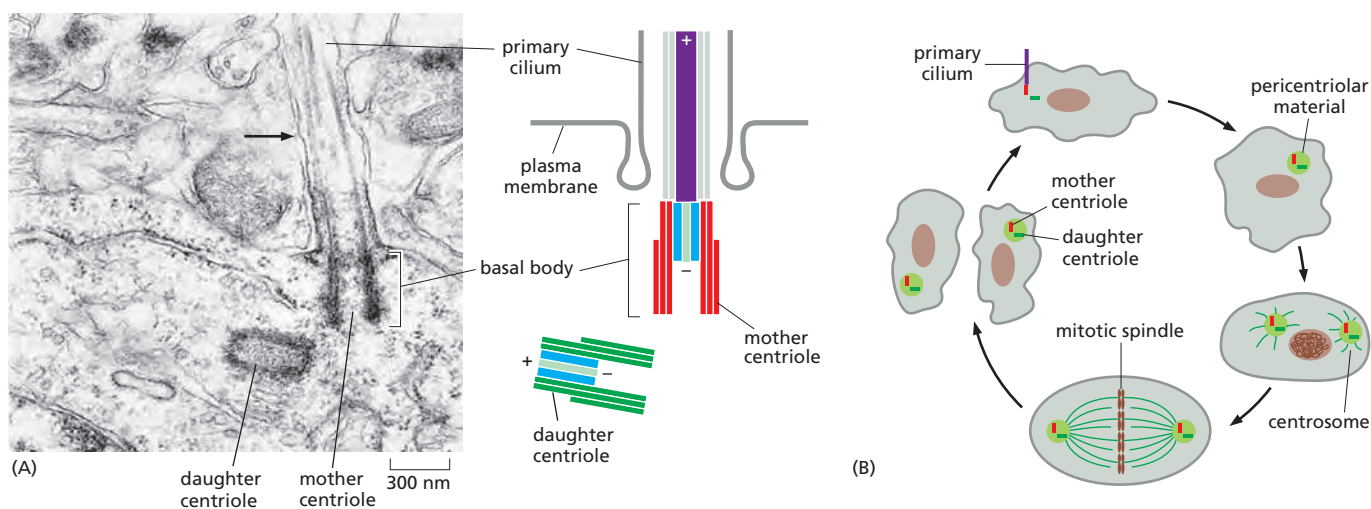 primary
cilium
plasma
membrane
+
basal body
–
mother
centriole
+
–
daughter
centriole
daughter
centriole
mother
centriole
300 nm
(A)
primary
cilium
pericentriolar
material
mother
centriole
daughter
centriole
mitotic spindle
centrosome
(B)